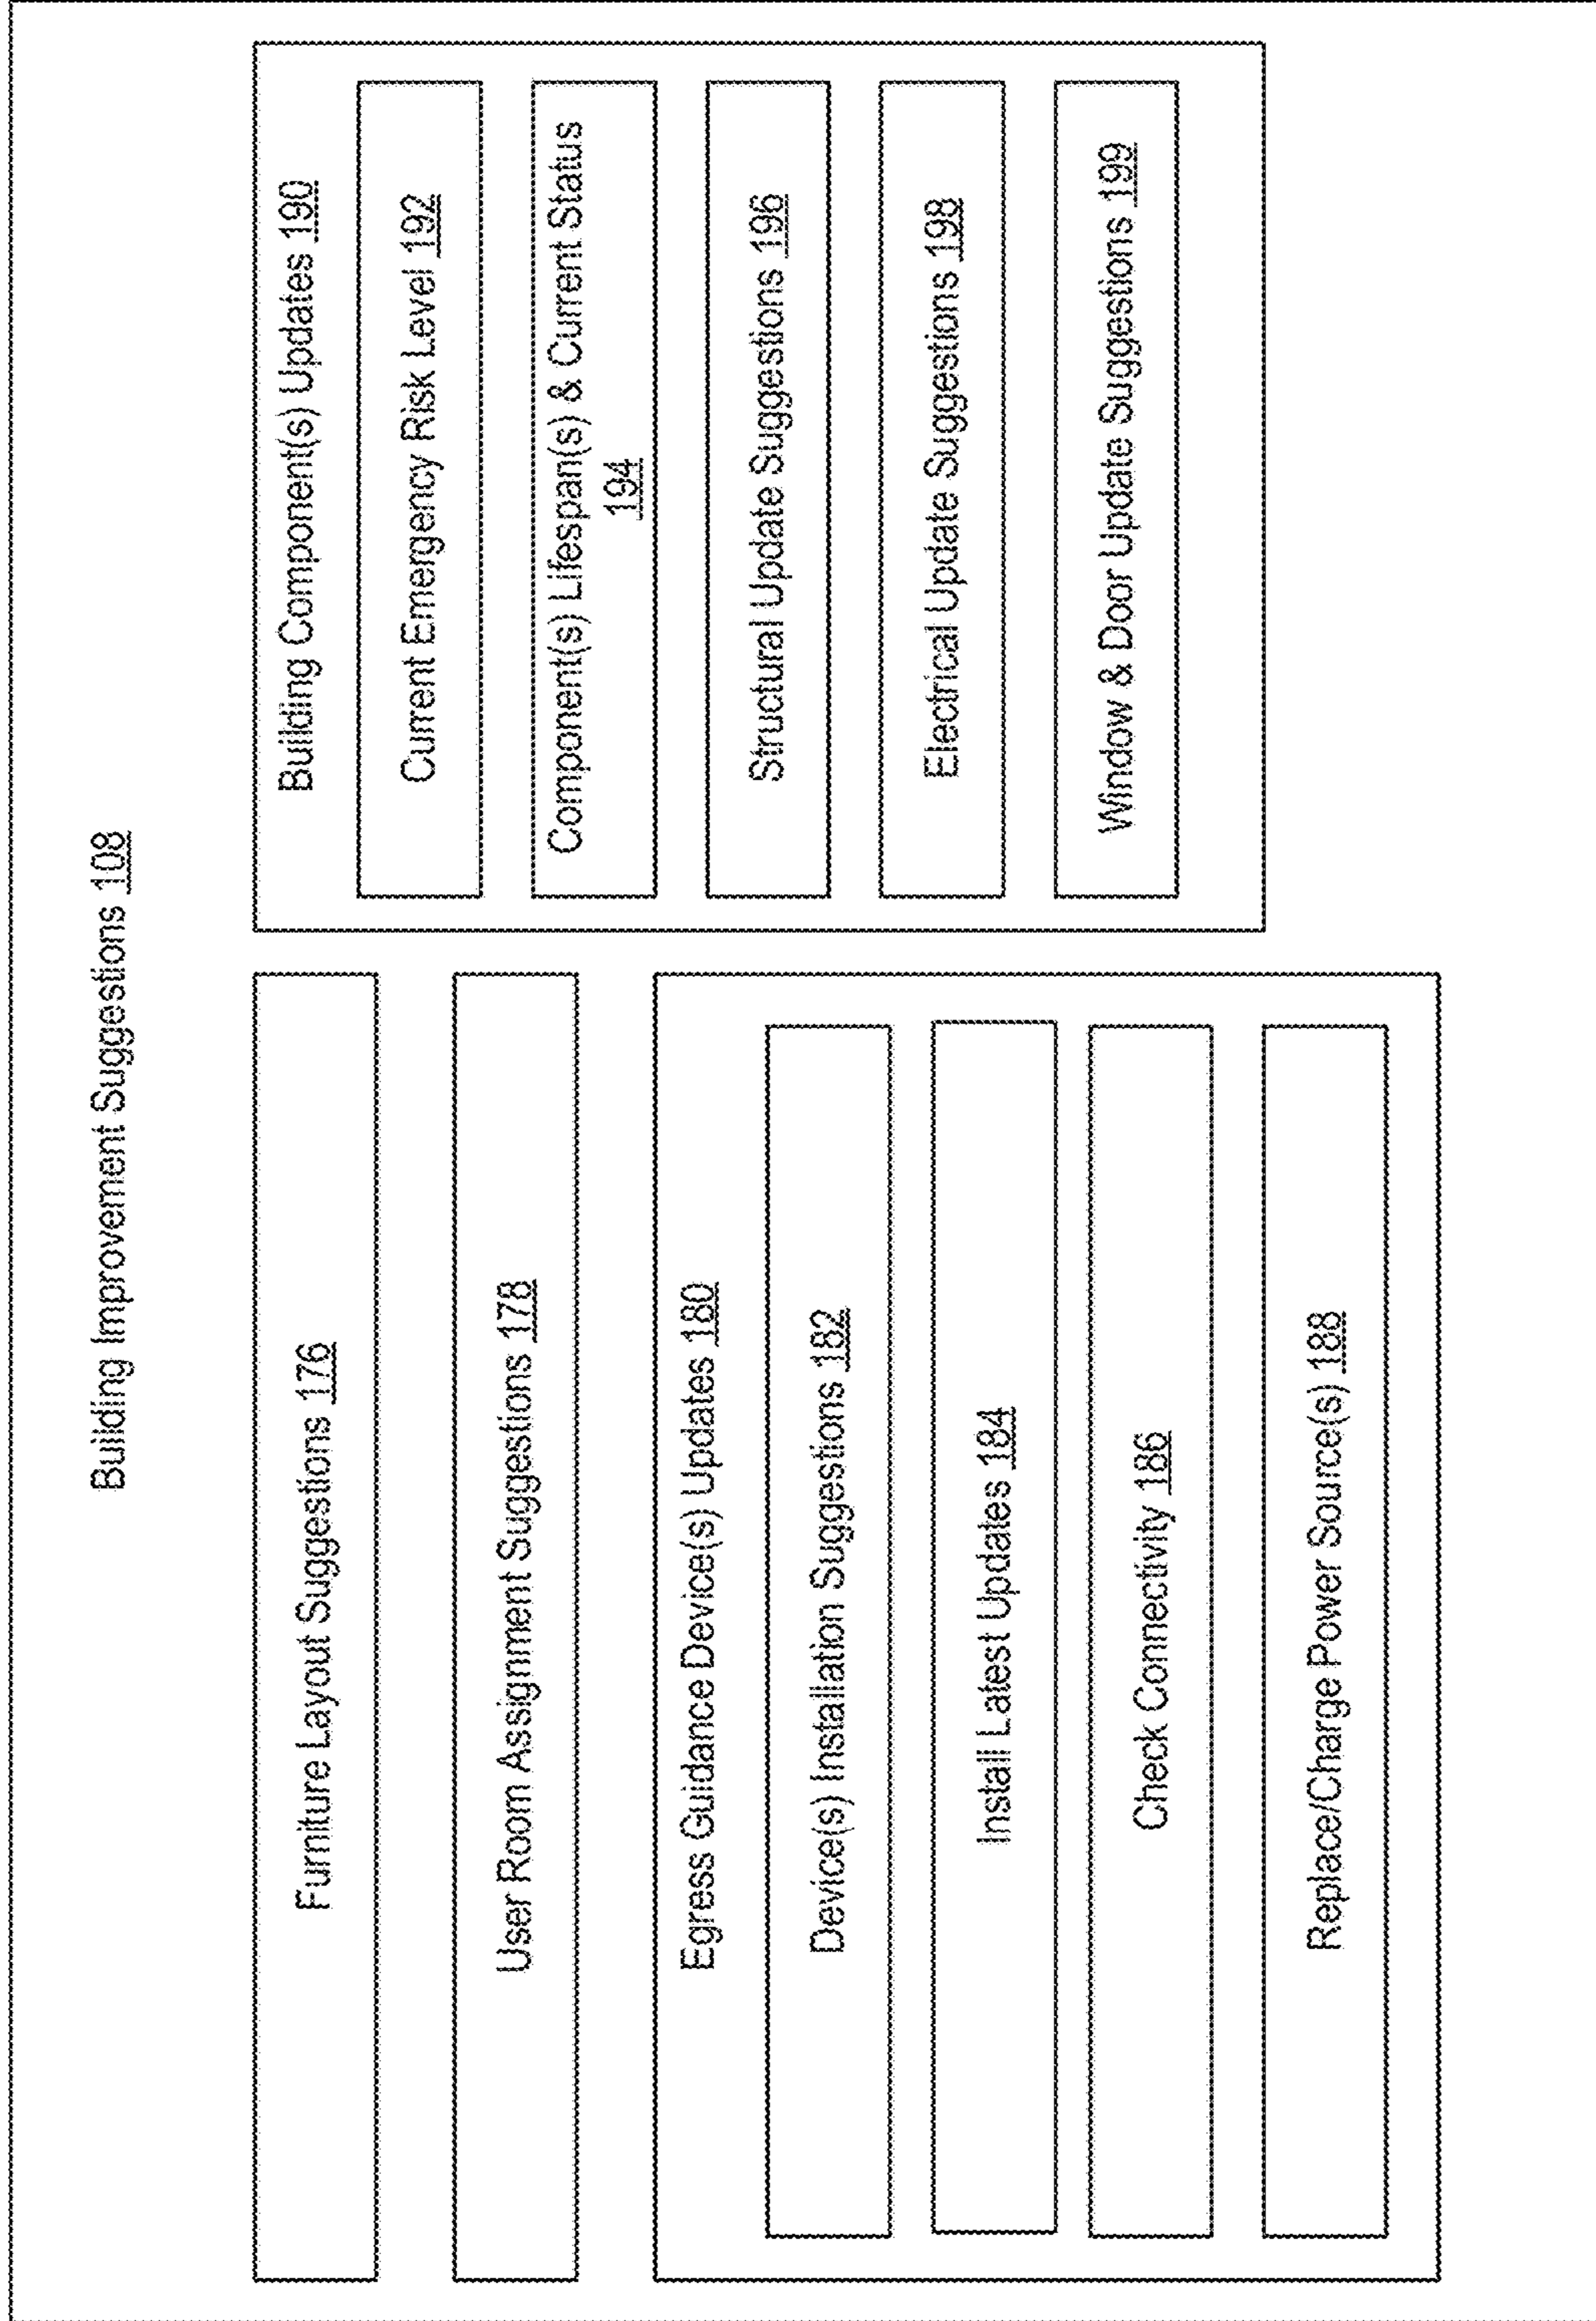 Building Improvement Suggestions 108
Furniture Layout Suggestions 176
User Room Assignment Suggestions 178
Egress Guidance Device(s) Updates 180
Device(s) Installation Suggestions 182
Install Latest Updates 184
Check Connectivity 186
Replace/Charge Power Source(s) 188
Building Component(s) Updates 190
Current Emergency Risk Level 192
Component(s) Lifespan(s) & Current Status
194
Structural Update Suggestions 196
Electrical Update Suggestions 198
Window & Door Update Suggestions 199